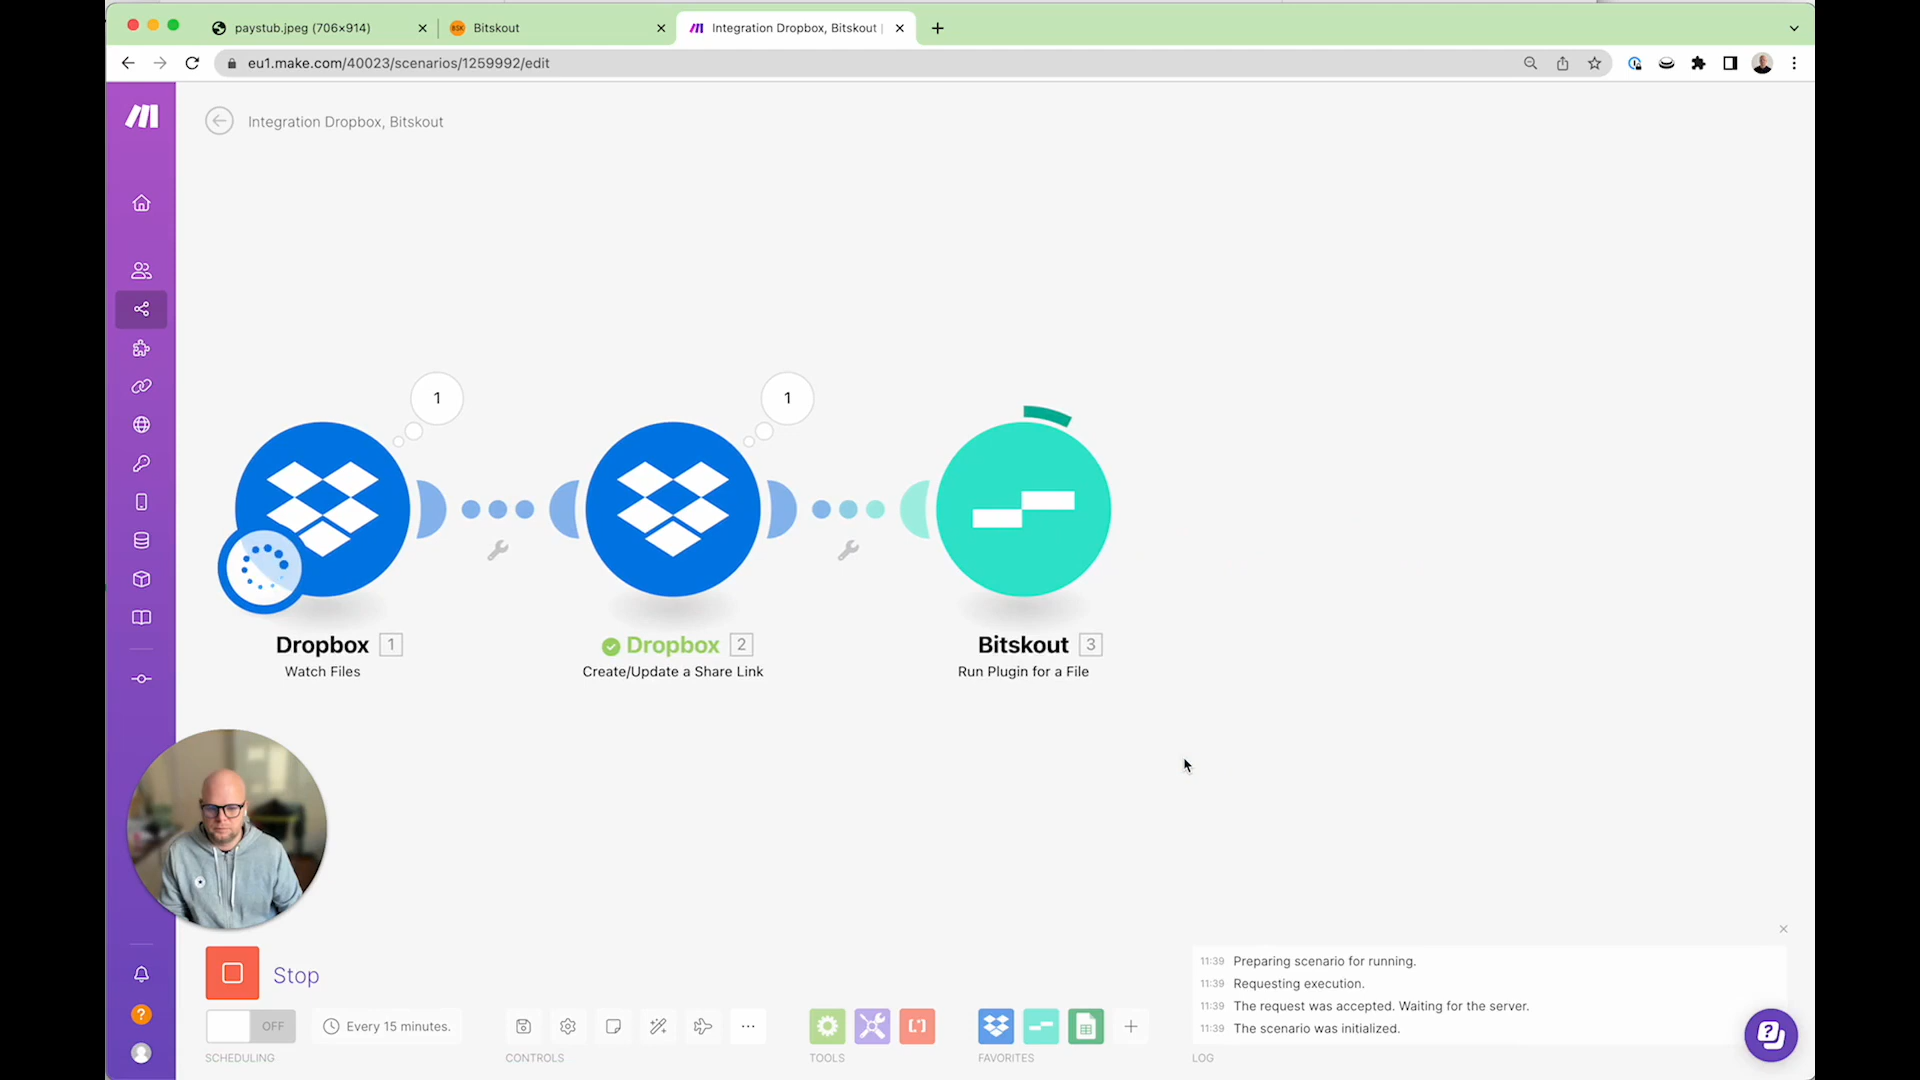 paystub.jpeg (706×914)
BSK
Bitskout
Integration Dropbox, Bitskout |
eu1.make.com/40023/scenarios/1259992/edit
Integration Dropbox, Bitskout
1
1
Dropbox 1
Watch Files
Dropbox 2
Create/Update a Share Link
Bitskout 3
Run Plugin for a File
Stop
OFF
Every 15 minutes.
SCHEDULING
CONTROLS
TOOLS
FAVORITES
11:39 Preparing scenario for running.
11:39 Requesting execution.
11:39 The request was accepted. Waiting for the server.
11:39 The scenario was initialized.
LOG